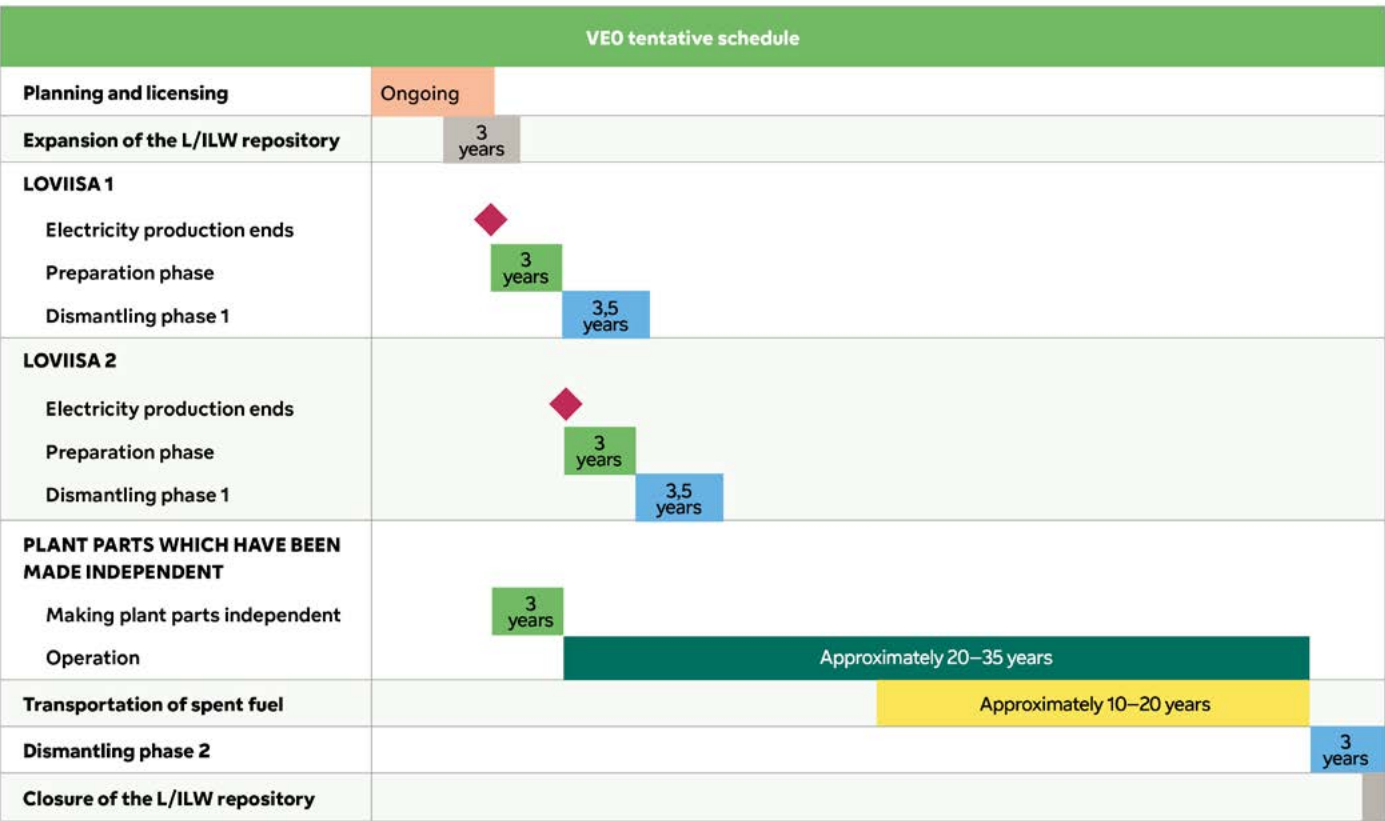 VE0 tentative schedule
Planning and licensing
Ongoing
Expansion of the L/ILW repository
3
years
LOVIISA 1
Electricity production ends
Preparation phase
3
years
Dismantling phase 1
3,5
years
LOVIISA 2
Electricity production ends
Preparation phase
3
years
Dismantling phase 1
3,5
years
PLANT PARTS WHICH HAVE BEEN
MADE INDEPENDENT
Making plant parts independent
3
years
Operation
Approximately 20–35 years
Transportation of spent fuel
Approximately 10–20 years
Dismantling phase 2
3
years
Closure of the L/ILW repository